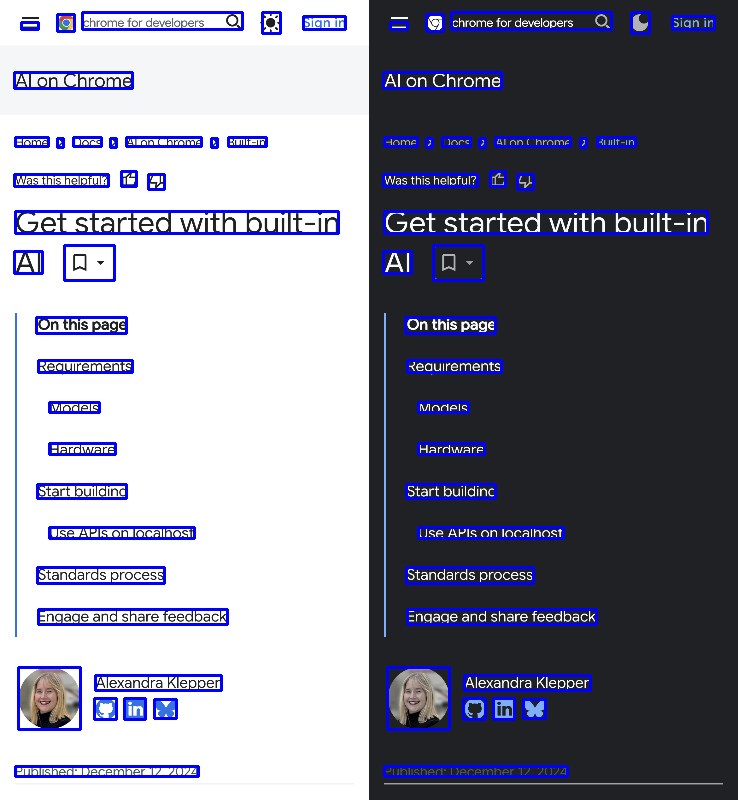 chrome for developers Sign in
AI on Chrome
Home > Docs > AI on Chrome > Built-in
Was this helpful?
Get started with built-in
AI
On this page
Requirements
Models
Hardware
Start building
Use APIs on localhost
Standards process
Engage and share feedback
Alexandra Klepper
in
Published: December 12, 2024
chrome for developers Sign in
AI on Chrome
Home > Docs > AI on Chrome > Built-in
Was this helpful?
Get started with built-in
AI
On this page
Requirements
Models
Hardware
Start building
Use APIs on localhost
Standards process
Engage and share feedback
Alexandra Klepper
in
Published: December 12, 2024